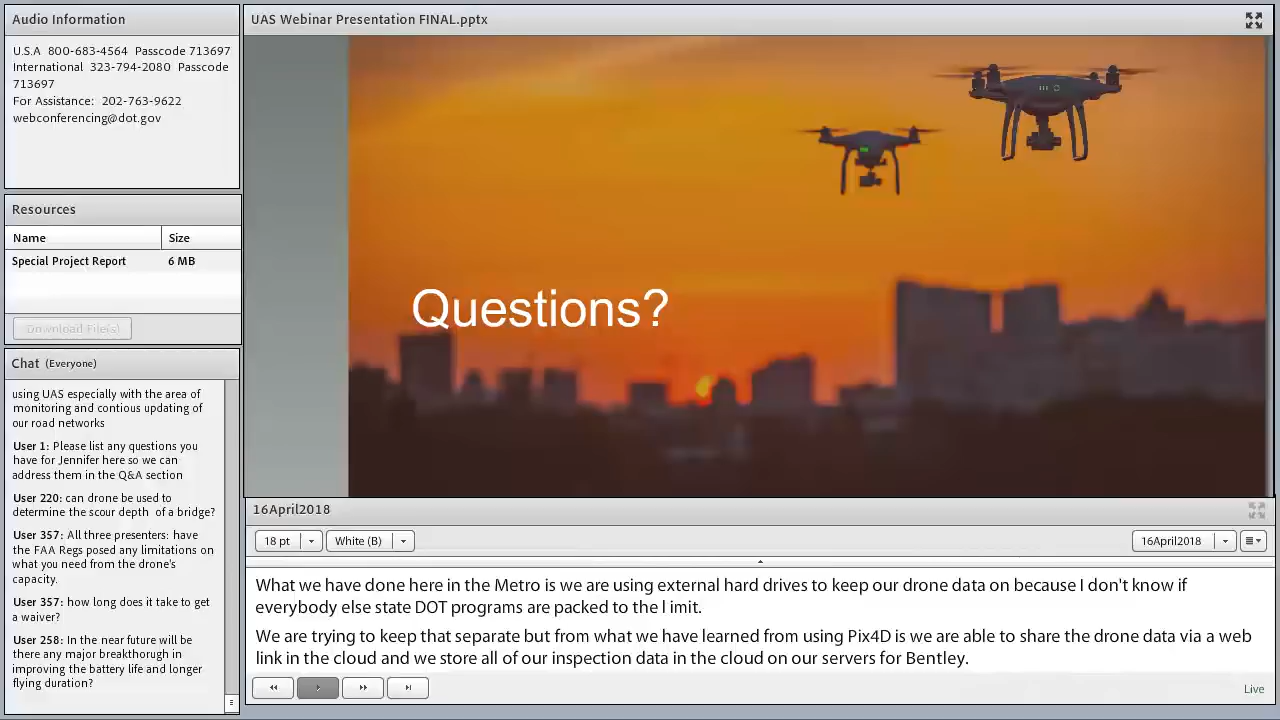 Audio Information
U.S.A 800-683-4564 Passcode 713697
International 323-794-2080 Passcode
713697
For Assistance: 202-763-9622
webconferencing@dot.gov
Resources
Name Size
Special Project Report 6 MB
Download File(s)
Chat (Everyone)
using UAS especially with the area of
monitoring and contious updating of
our road networks
User 1: Please list any questions you
have for Jennifer here so we can
address them in the Q&A section
User 220: can drone be used to
determine the scour depth of a bridge?
User 357: All three presenters: have
the FAA Regs posed any limitations on
what you need from the drone's
capacity.
User 357: how long does it take to get
a waiver?
User 258: In the near future will be
there any major breakthorugh in
improving the battery life and longer
flying duration?
UAS Webinar Presentation FINAL.pptx
Questions?
16April2018
18 pt White (B) 16April2018
What we have done here in the Metro is we are using external hard drives to keep our drone data on because I don't know if
everybody else state DOT programs are packed to the l imit.
We are trying to keep that separate but from what we have learned from using Pix4D is we are able to share the drone data via a web
link in the cloud and we store all of our inspection data in the cloud on our servers for Bentley.
Live